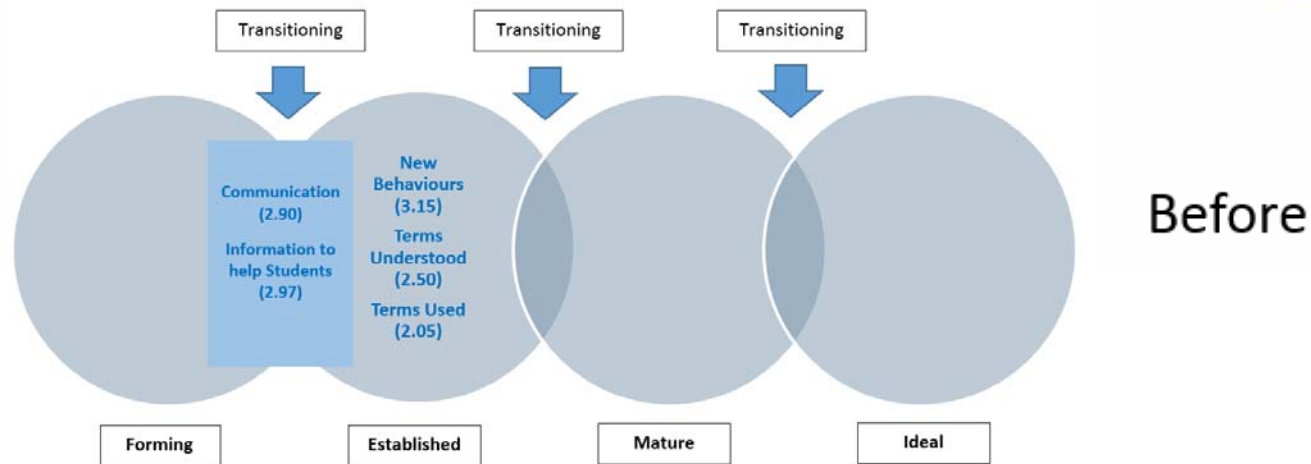 Transitioning
Transitioning
Transitioning
Communication
(2.90)
Information to
help Students
(2.97)
New
Behaviours
(3.15)
Terms
Understood
(2.50)
Terms Used
(2.05)
Before
Forming
Established
Mature
Ideal